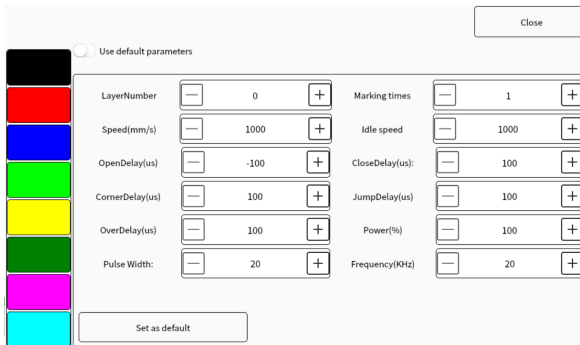 Close
Use default parameters
LayerNumber 0 Marking times 1
Speed(mm/s) 1000 Idle speed 1000
OpenDelay(us) -100 CloseDelay(us): 100
CornerDelay(us) 100 JumpDelay(us) 100
OverDelay(us) 100 Power(%) 100
Pulse Width: 20 Frequency(KHz) 20
Set as default